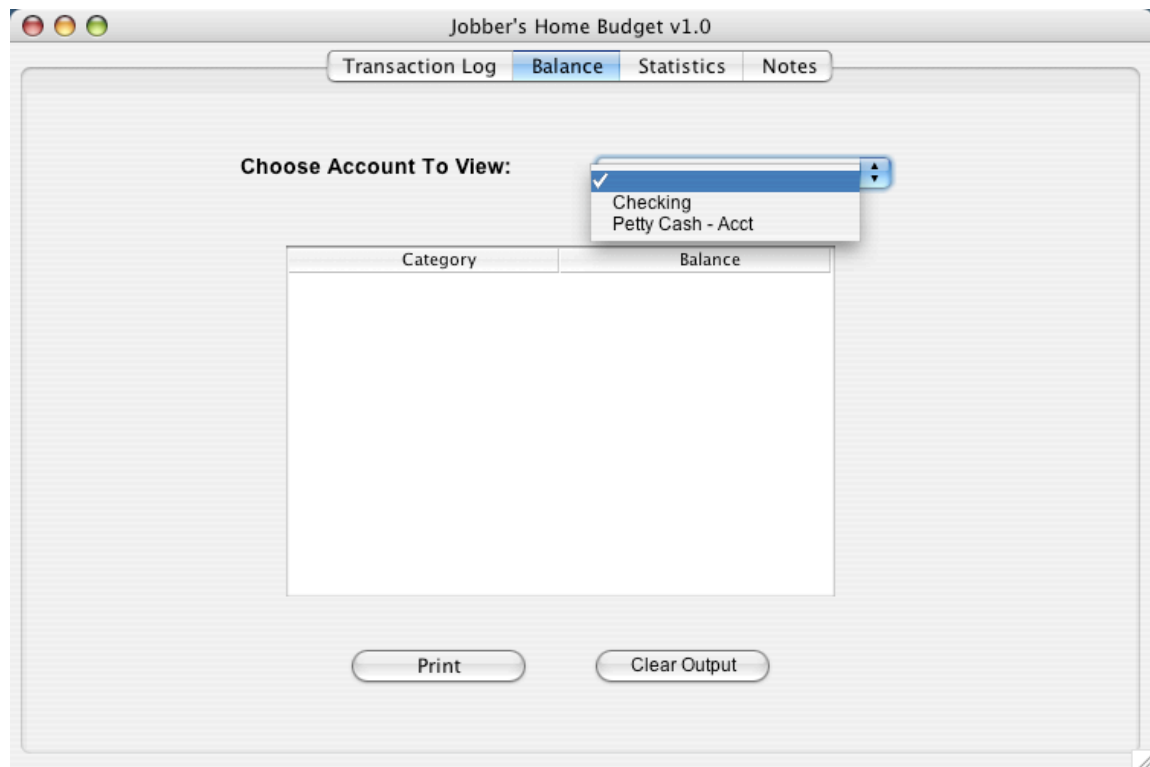 Jobber's Home Budget v1.0
Transaction Log Balance Statistics Notes
Choose Account To View:
Checking
Petty Cash - Acct
Category Balance
Print Clear Output